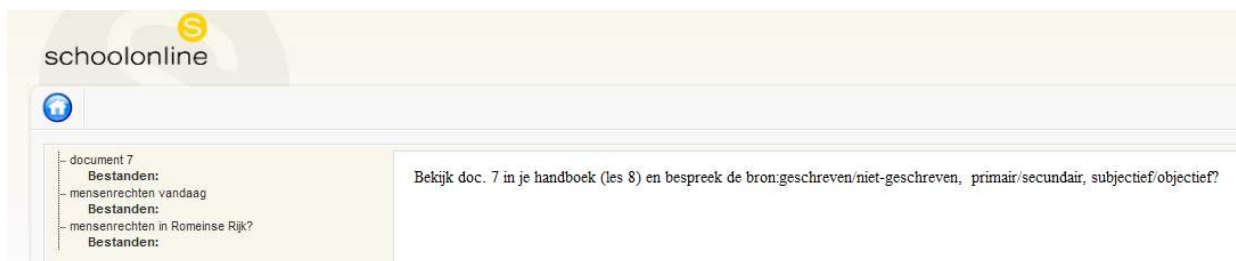 S
schoolonline
document 7
Bestanden:
mensenrechten vandaag
Bestanden:
mensenrechten in Romeinse Rijk?
Bestanden:
Bekijk doc. 7 in je handboek (les 8) en bespreek de bron:geschreven/niet-geschreven, primair/secundair, subjectief/objectief?